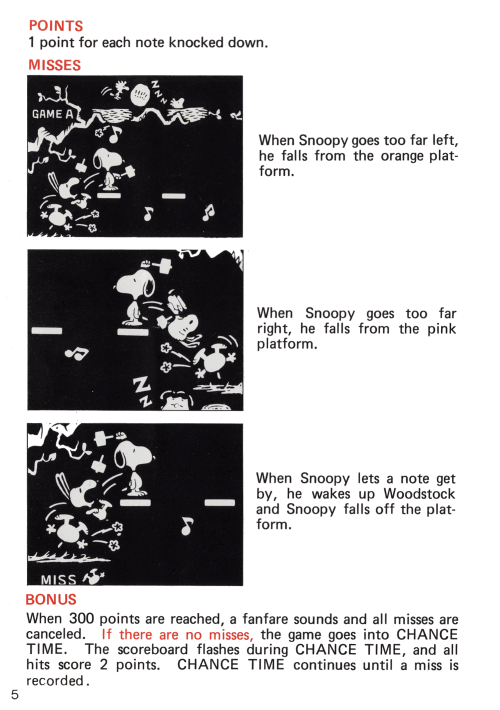 POINTS
1 point for each note knocked down.
MISSES
Z
Z
Z
Z
GAME A
When Snoopy goes too far left,
he falls from the orange plat-
form.
When Snoopy goes too far
right, he falls from the pink
platform.
Z
Z
When Snoopy lets a note get
by, he wakes up Woodstock
and Snoopy falls off the plat-
form.
MISS
BONUS
When 300 points are reached, a fanfare sounds and all misses are
canceled. If there are no misses, the game goes into CHANCE
TIME. The scoreboard flashes during CHANCE TIME, and all
hits score 2 points. CHANCE TIME continues until a miss is
recorded.
5